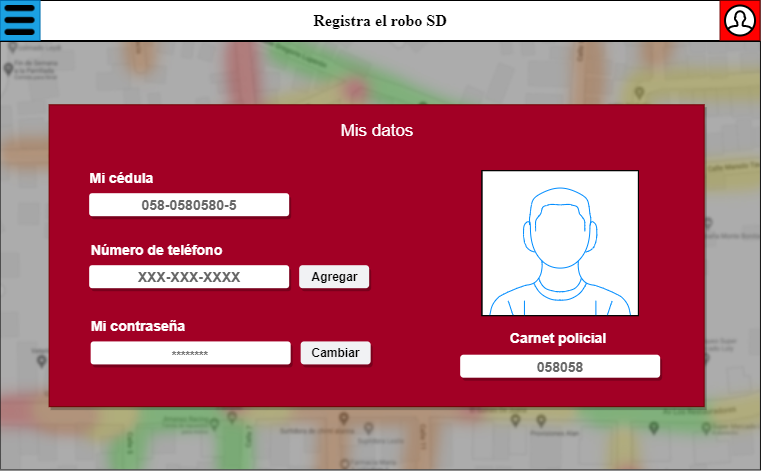 Registra el robo SD
Mis datos
Mi cédula
058-0580580-5
Número de teléfono
XXX-XXX-XXXX
Agregar
Mi contraseña
********
Cambiar
Carnet policial
058058